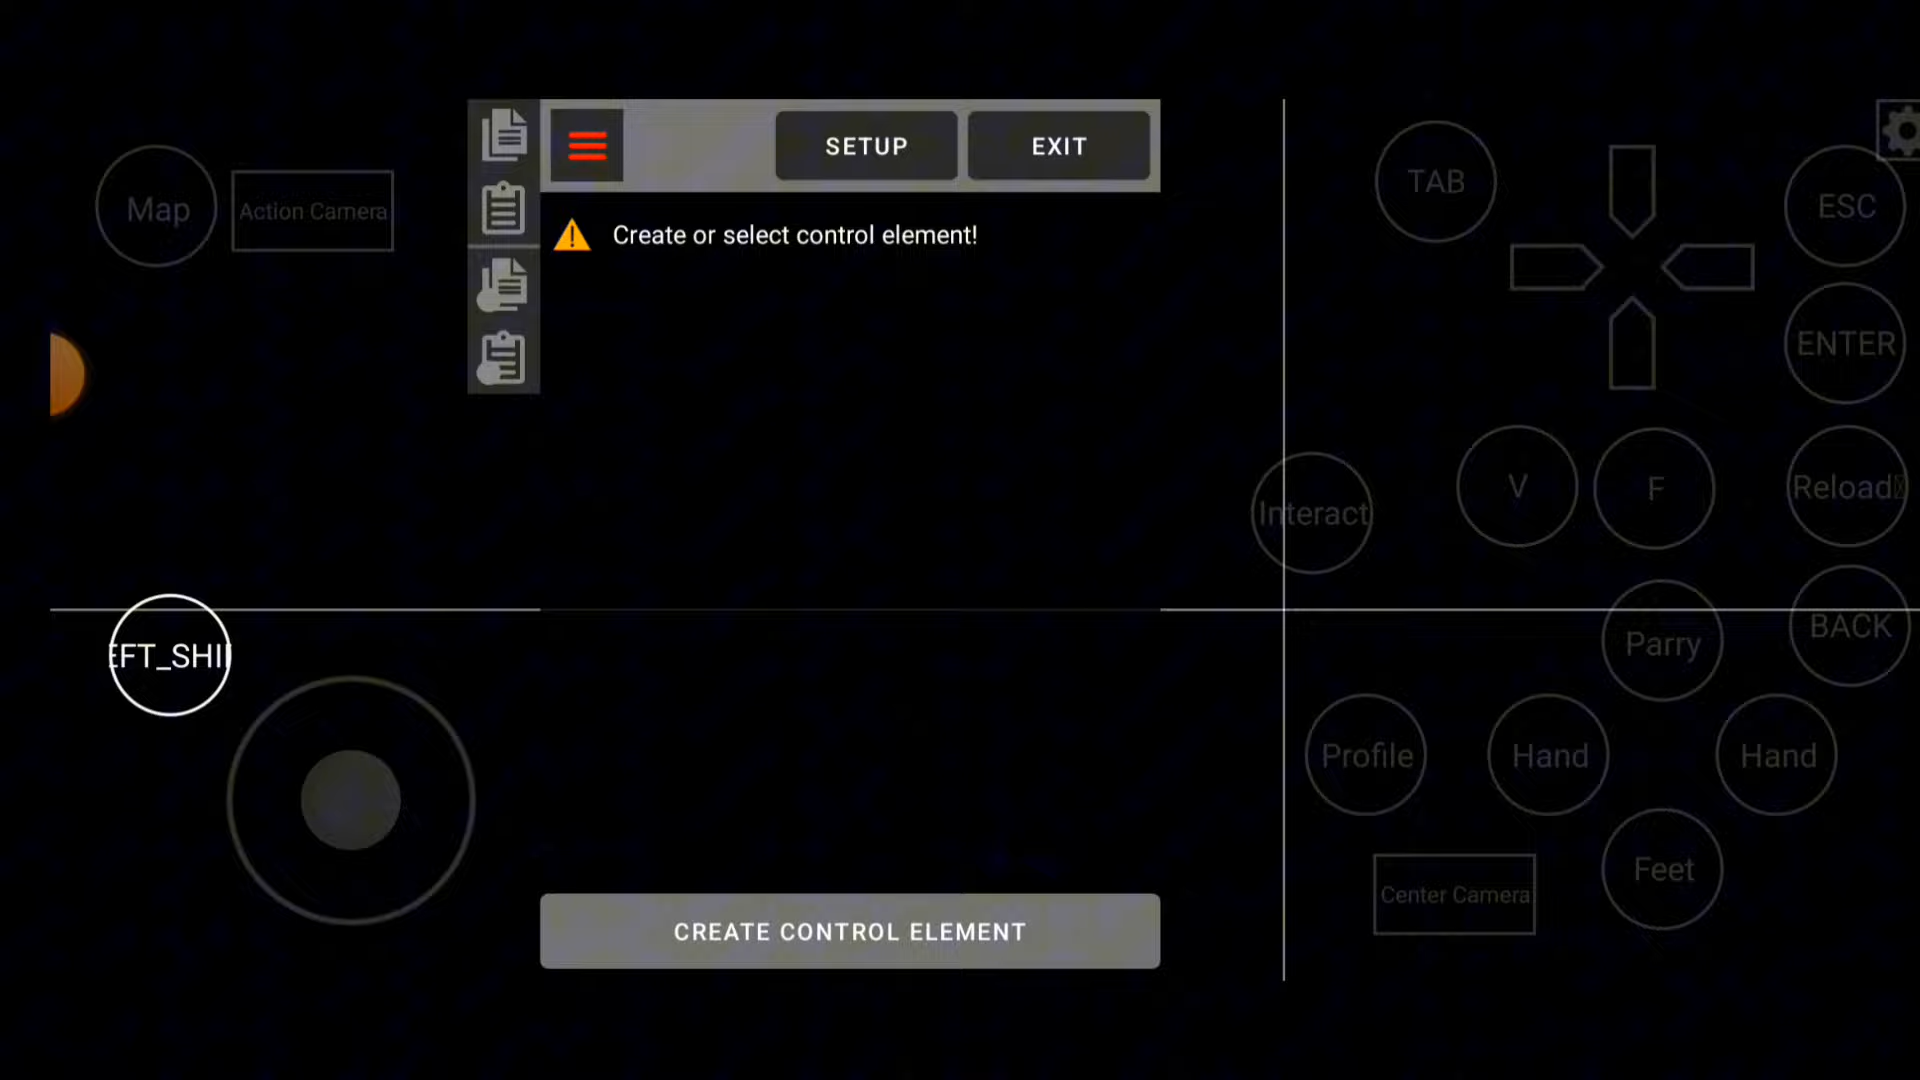 SETUP
EXIT
Create or select control element!
Map
Action Camera
TAB
ESC
ENTER
V
F
Reload
Interact
EFT_SHI
Parry
BACK
Profile
Hand
Hand
Feet
Center Camera
CREATE CONTROL ELEMENT